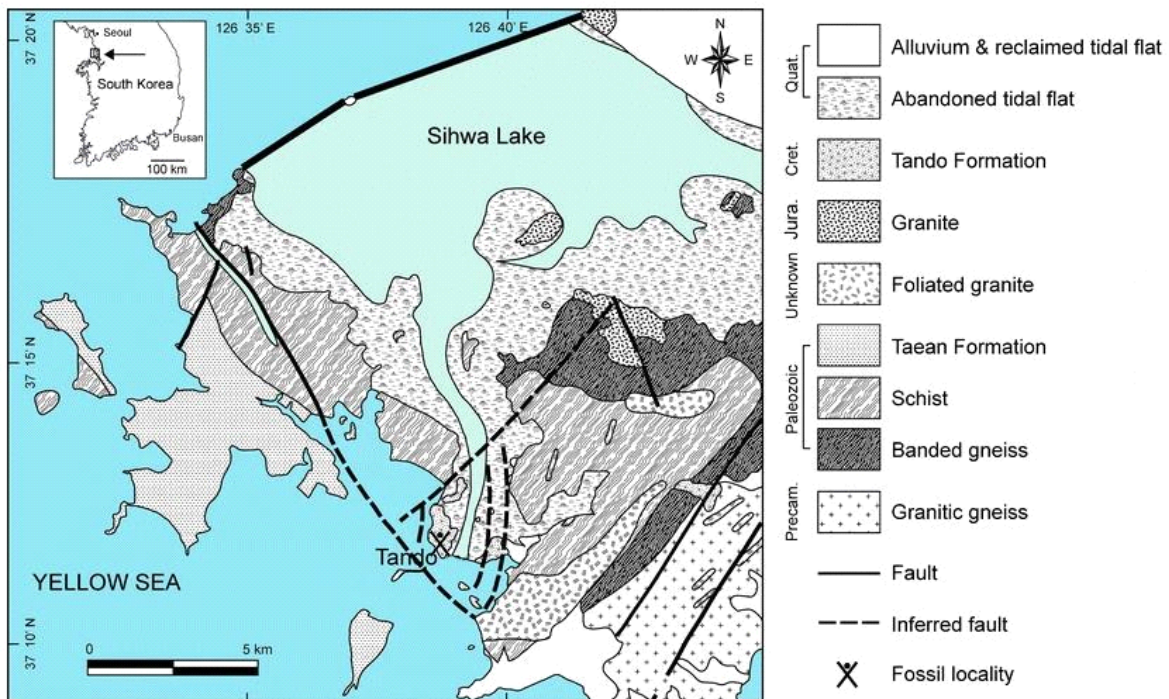 126 35' E
126 40' E
37 20' N
37 15' N
37 10' N
Seoul
South Korea
Busan
100 km
N
W E
S
Sihwa Lake
Tando
YELLOW SEA
0 5 km
Quat.
Alluvium & reclaimed tidal flat
Abandoned tidal flat
Cret.
Tando Formation
Jura.
Granite
Unknown
Foliated granite
Paleozoic
Taean Formation
Schist
Banded gneiss
Precam.
Granitic gneiss
Fault
Inferred fault
Fossil locality